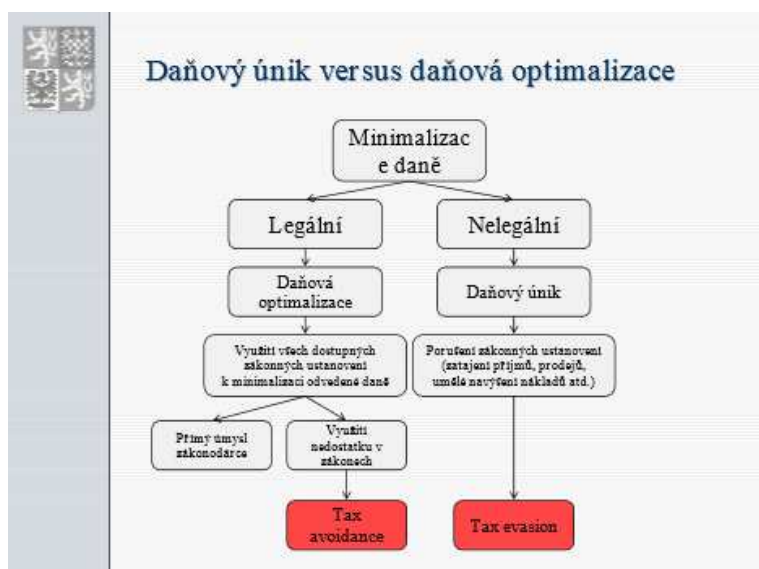 Daňový únik versus daňová optimalizace
Minimalizac
e daně
Legální
Nelegální
Daňová
optimalizace
Daňový únik
Využití všech dostupných
zákonných ustanovení
k minimalizaci odvedené daně
Porušení zákonných ustanovení
(zatajení příjmů, prodejů,
umělé navýšení nákladů atd.)
Přímý úmysl
zákonodárce
Využití
nedostatku v
zákonech
Tax
avoidance
Tax evasion